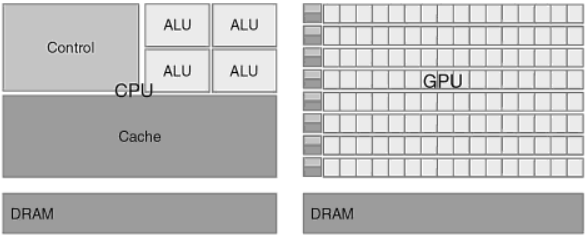 Control
ALU ALU
ALU ALU
CPU
Cache
DRAM
GPU
DRAM